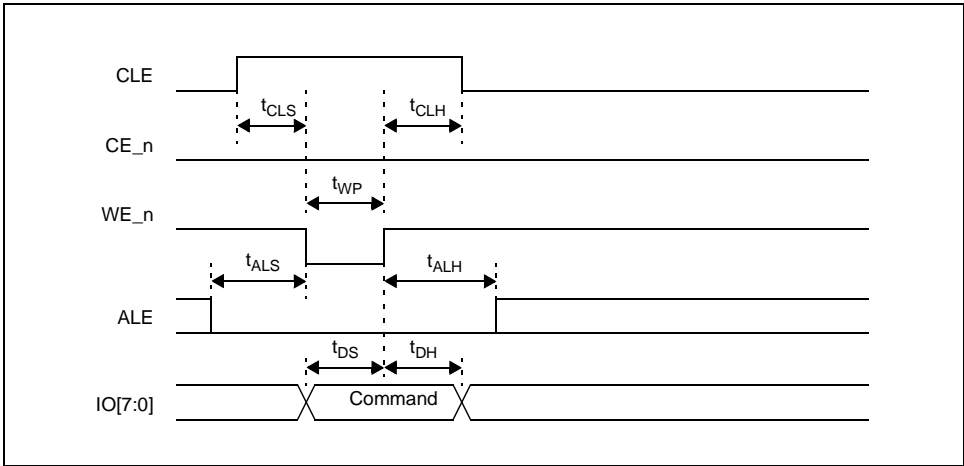 CLE
tCLS
tCLH
CE_n
tWP
WE_n
tALS
tALH
ALE
tDS
tDH
IO[7:0]
Command